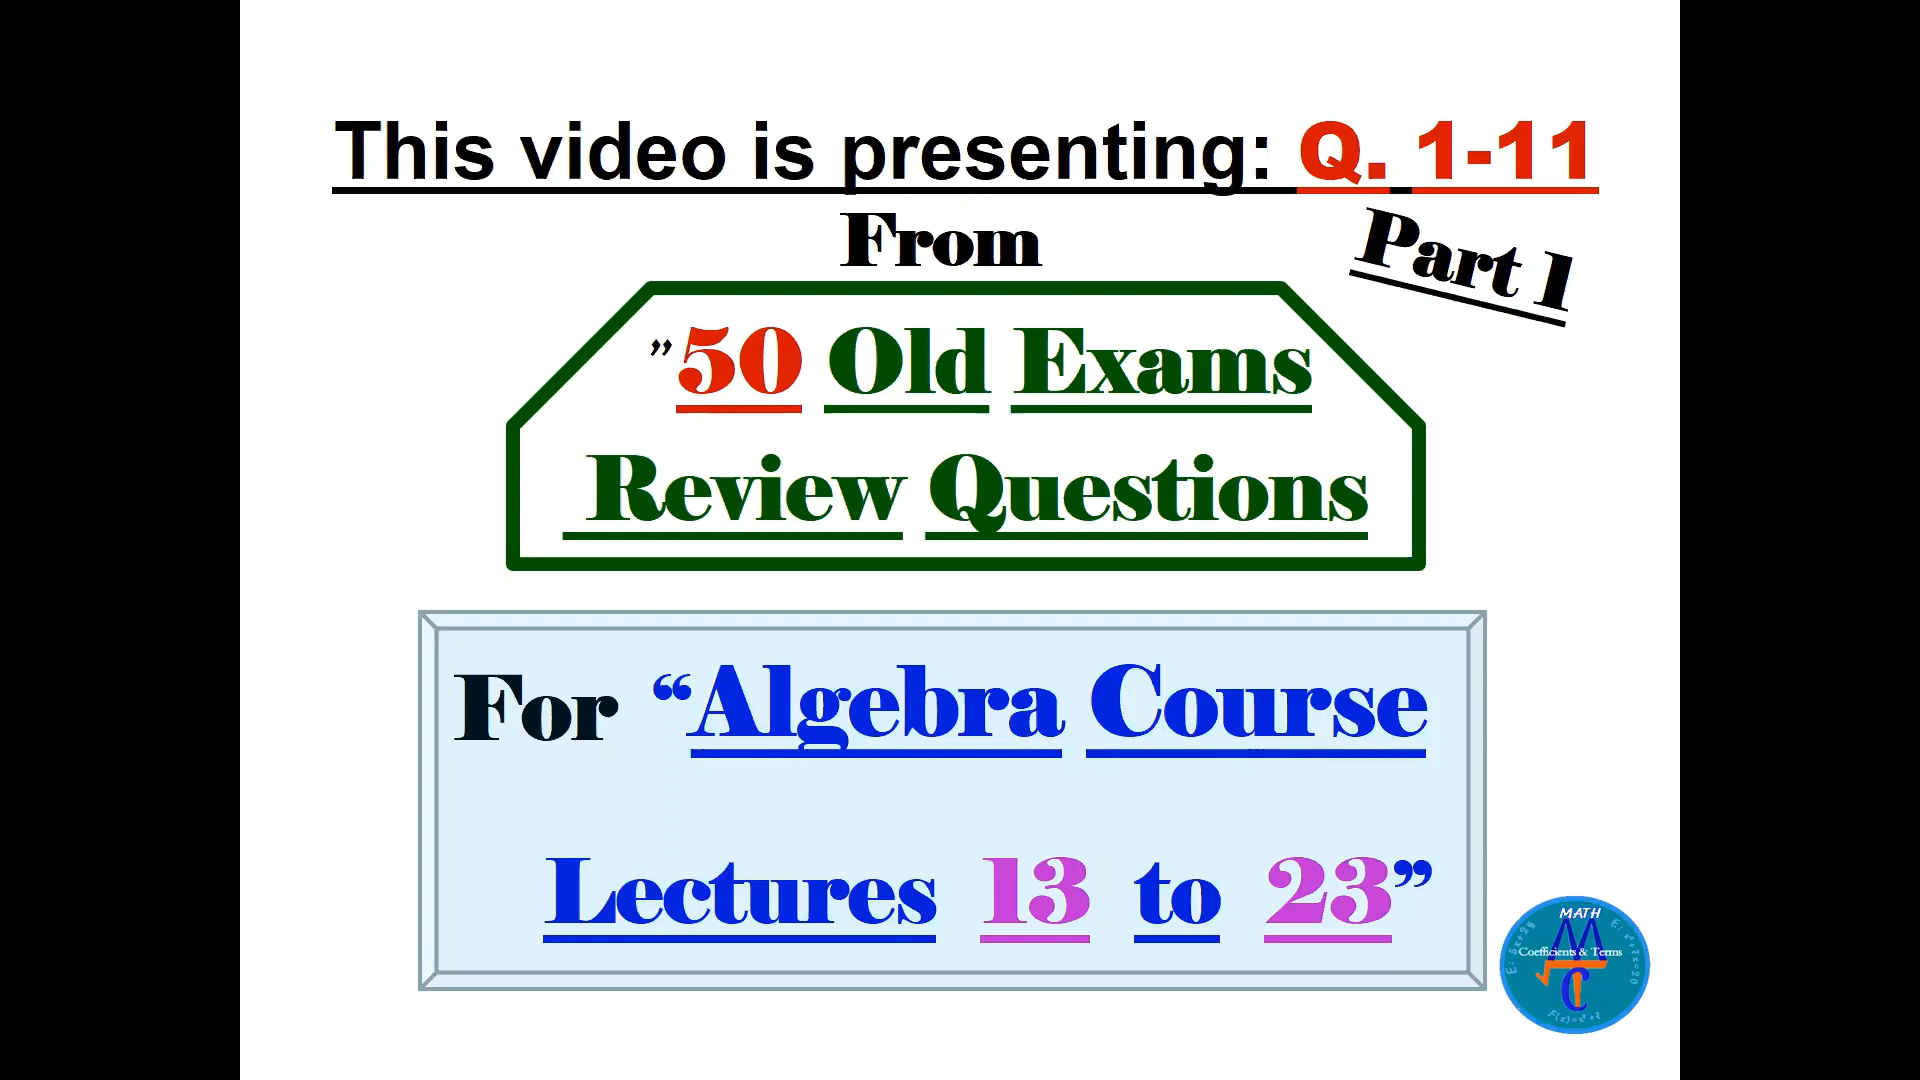 This video is presenting: Q. 1-11
From
Part 1
”50 Old Exams
Review Questions
For “Algebra Course
Lectures 13 to 23”
MATH
Coefficients & Terms